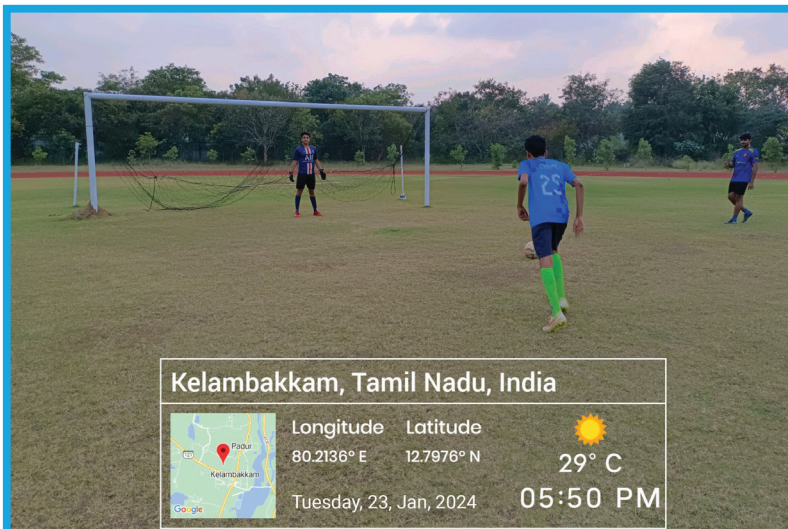 25
Kelambakkam, Tamil Nadu, India
Longitude Latitude
80.2136° E 12.7976° N
29° C
Tuesday, 23, Jan, 2024
05:50 PM
Padur
Kelambakkam
Google